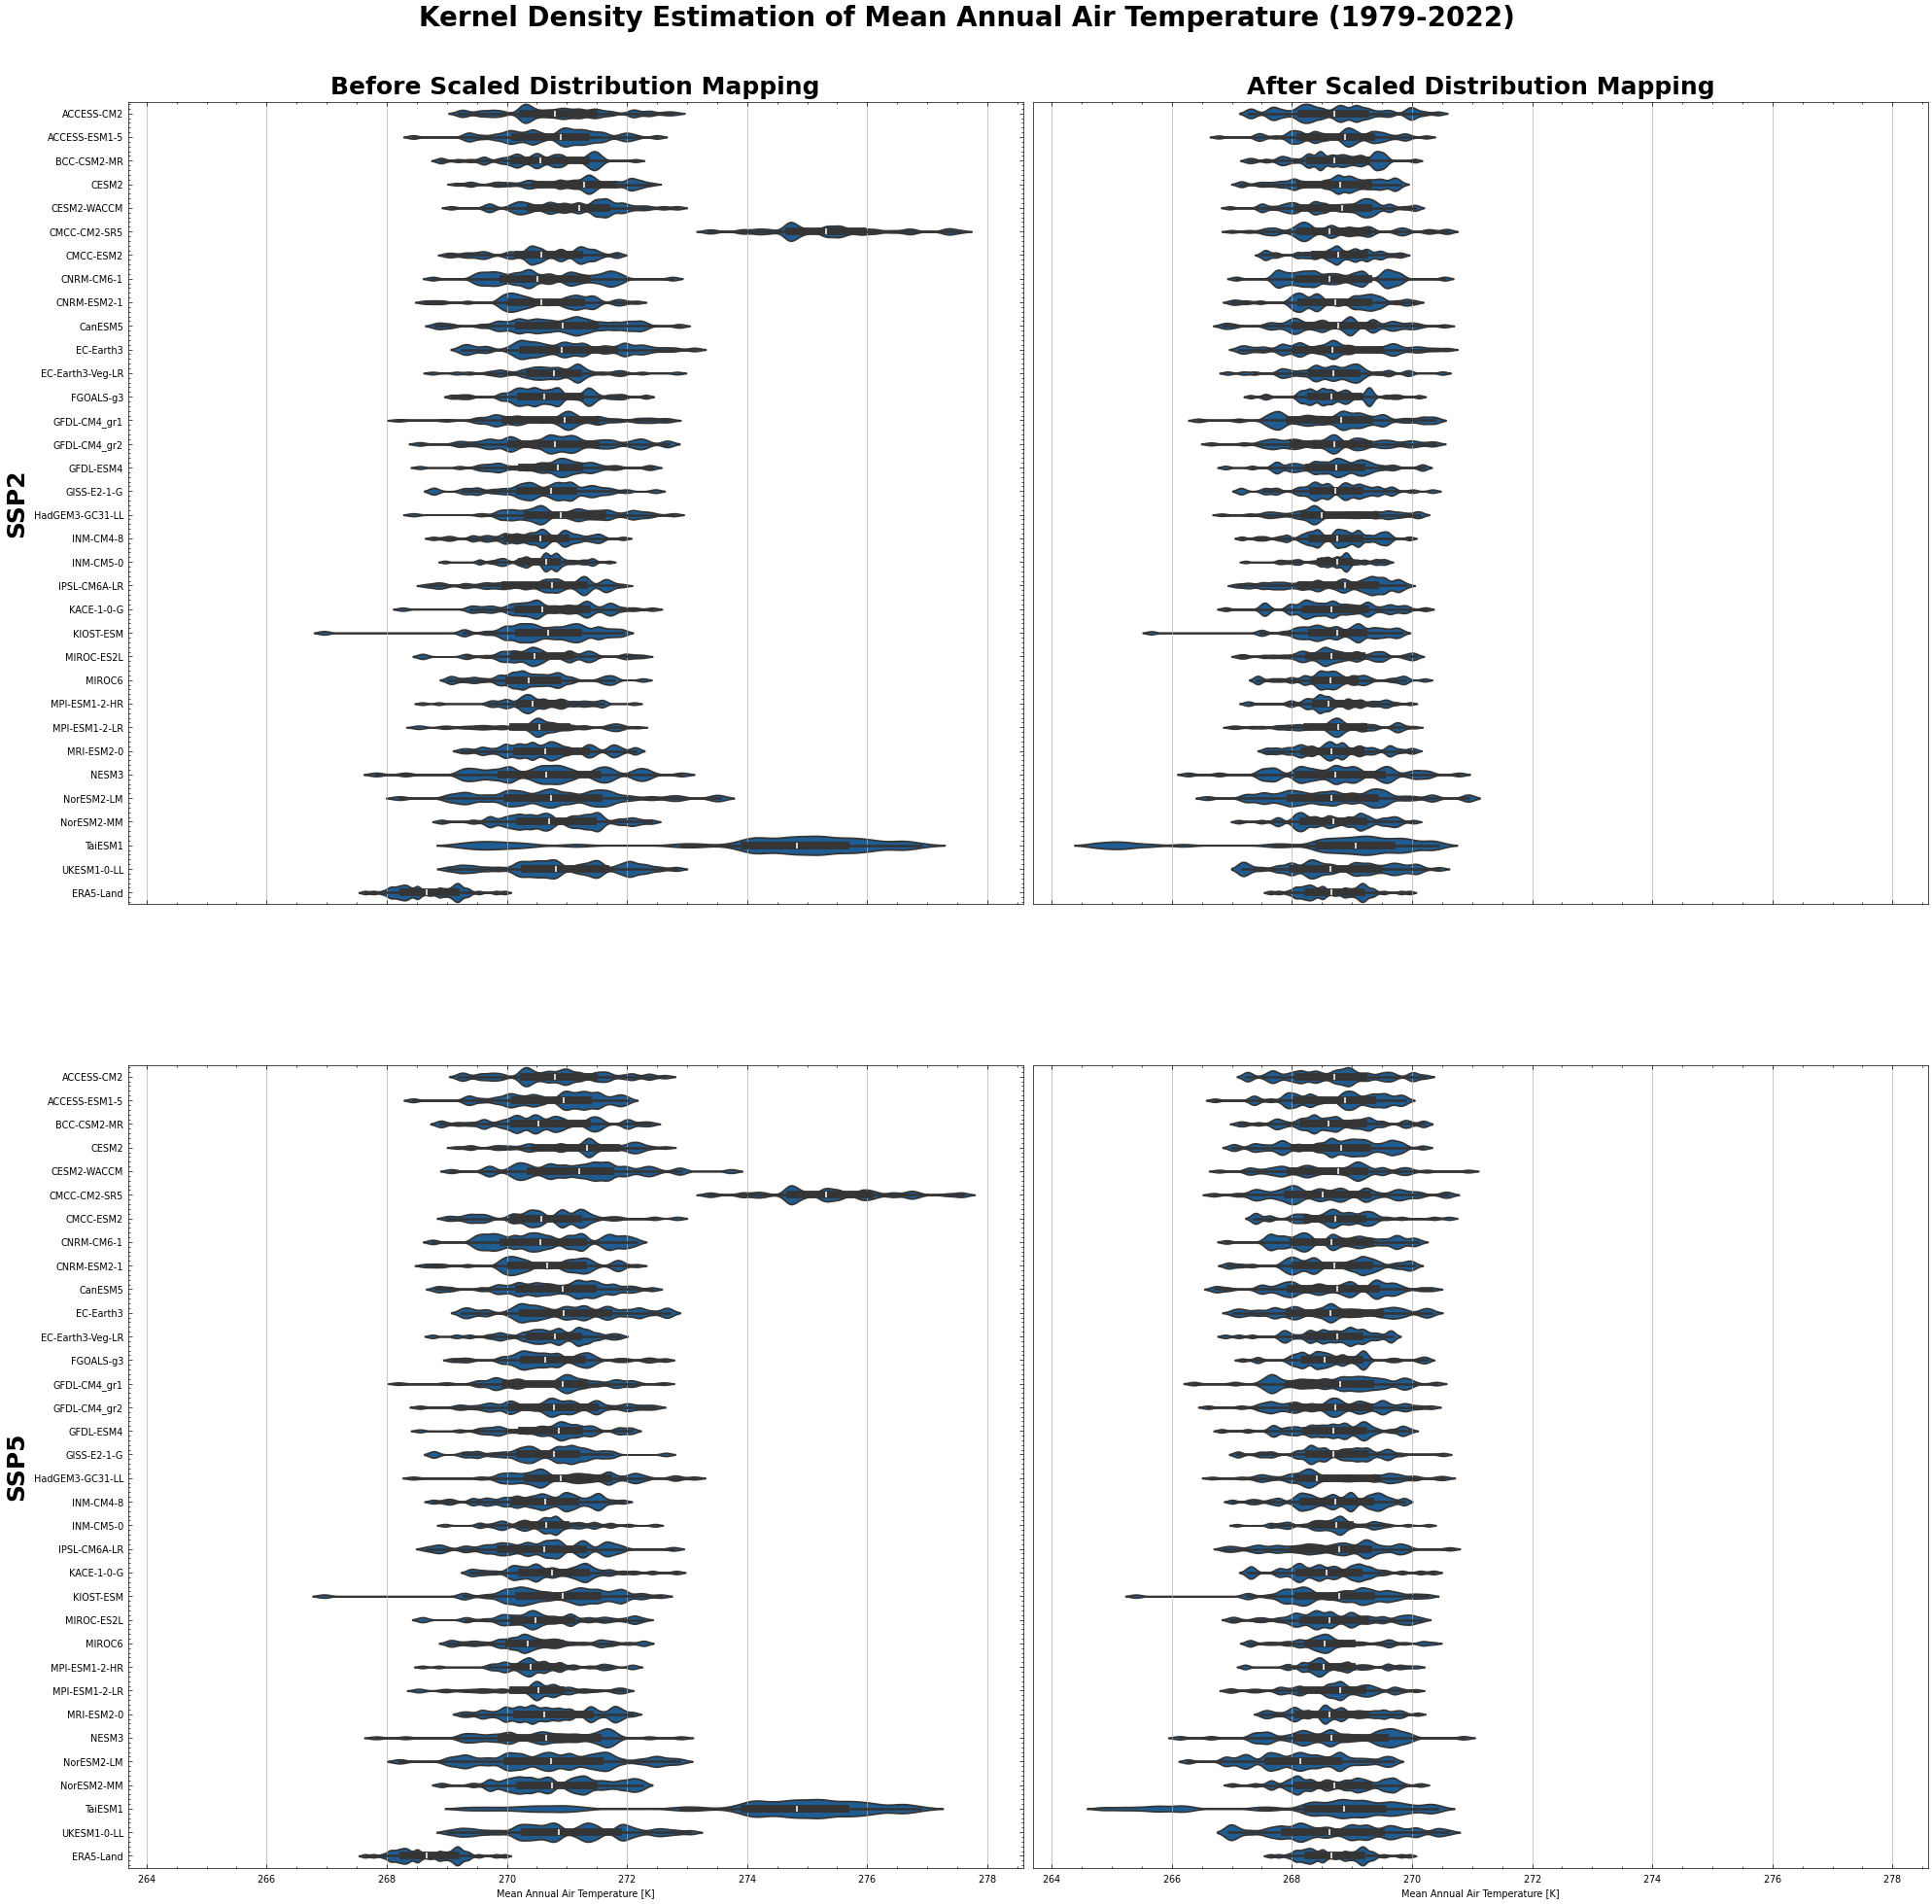 Kernel Density Estimation of Mean Annual Air Temperature (1979-2022)
Before Scaled Distribution Mapping
After Scaled Distribution Mapping
SSP2
ACCESS-CM2
ACCESS-ESM1-5
BCC-CSM2-MR
CESM2
CESM2-WACCM
CMCC-CM2-SR5
CMCC-ESM2
CNRM-CM6-1
CNRM-ESM2-1
CanESM5
EC-Earth3
EC-Earth3-Veg-LR
FGOALS-g3
GFDL-CM4_gr1
GFDL-CM4_gr2
GFDL-ESM4
GISS-E2-1-G
HadGEM3-GC31-LL
INM-CM4-8
INM-CM5-0
IPSL-CM6A-LR
KACE-1-0-G
KIOST-ESM
MIROC-ES2L
MIROC6
MPI-ESM1-2-HR
MPI-ESM1-2-LR
MRI-ESM2-0
NESM3
NorESM2-LM
NorESM2-MM
TaiESM1
UKESM1-0-LL
ERA5-Land
SSP5
ACCESS-CM2
ACCESS-ESM1-5
BCC-CSM2-MR
CESM2
CESM2-WACCM
CMCC-CM2-SR5
CMCC-ESM2
CNRM-CM6-1
CNRM-ESM2-1
CanESM5
EC-Earth3
EC-Earth3-Veg-LR
FGOALS-g3
GFDL-CM4_gr1
GFDL-CM4_gr2
GFDL-ESM4
GISS-E2-1-G
HadGEM3-GC31-LL
INM-CM4-8
INM-CM5-0
IPSL-CM6A-LR
KACE-1-0-G
KIOST-ESM
MIROC-ES2L
MIROC6
MPI-ESM1-2-HR
MPI-ESM1-2-LR
MRI-ESM2-0
NESM3
NorESM2-LM
NorESM2-MM
TaiESM1
UKESM1-0-LL
ERA5-Land
264 266 268 270 272 274 276 278
Mean Annual Air Temperature [K]
264 266 268 270 272 274 276 278
Mean Annual Air Temperature [K]